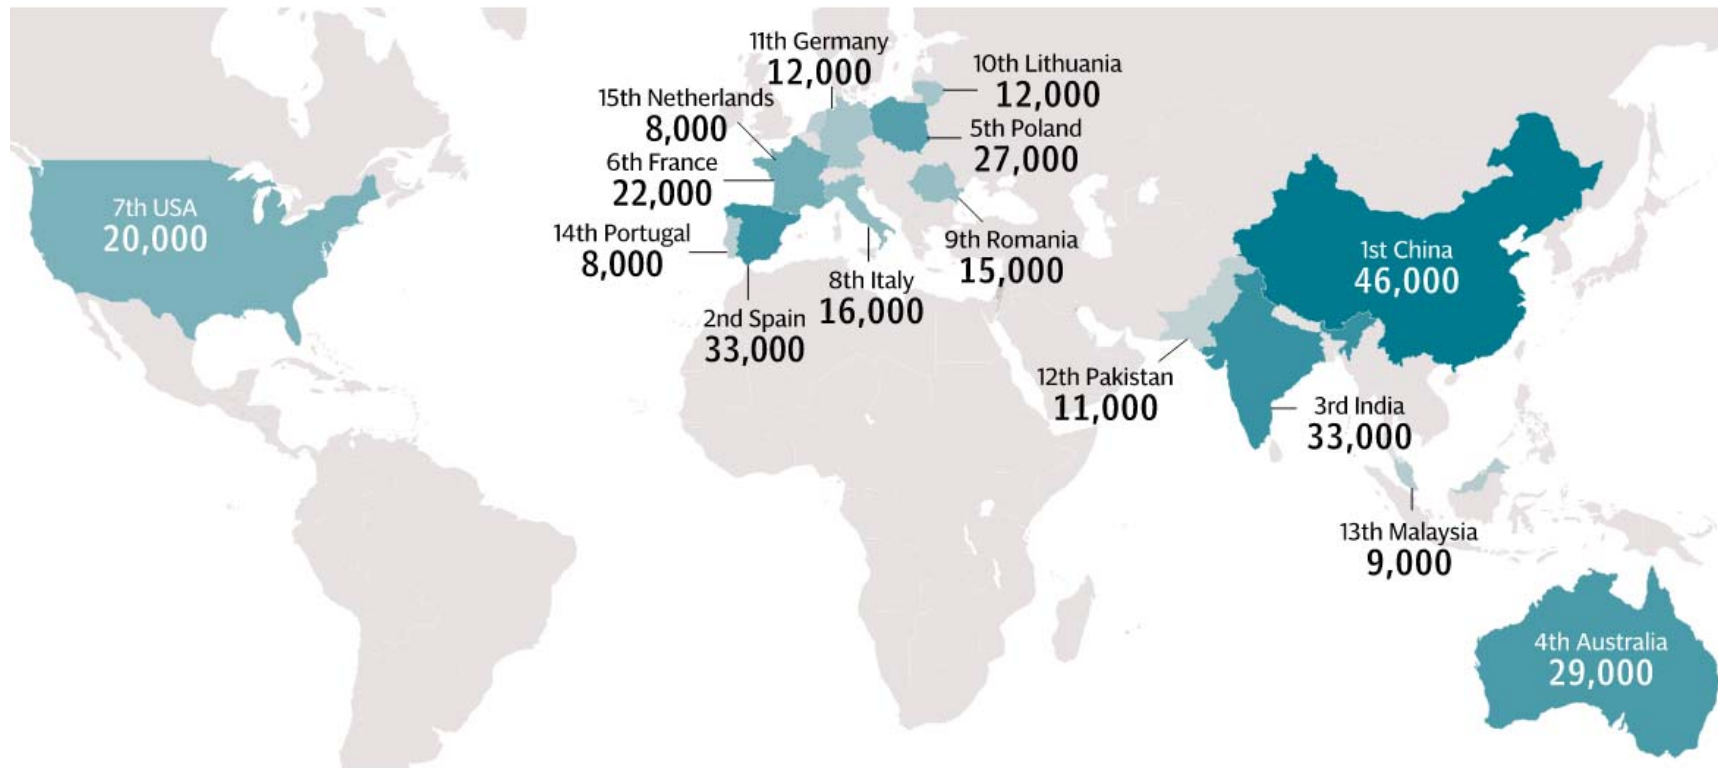 11th Germany
12,000
10th Lithuania
12,000
15th Netherlands
8,000
5th Poland
27,000
6th France
22,000
7th USA
20,000
14th Portugal
8,000
9th Romania
15,000
1st China
46,000
8th Italy
16,000
2nd Spain
33,000
12th Pakistan
11,000
3rd India
33,000
13th Malaysia
9,000
4th Australia
29,000